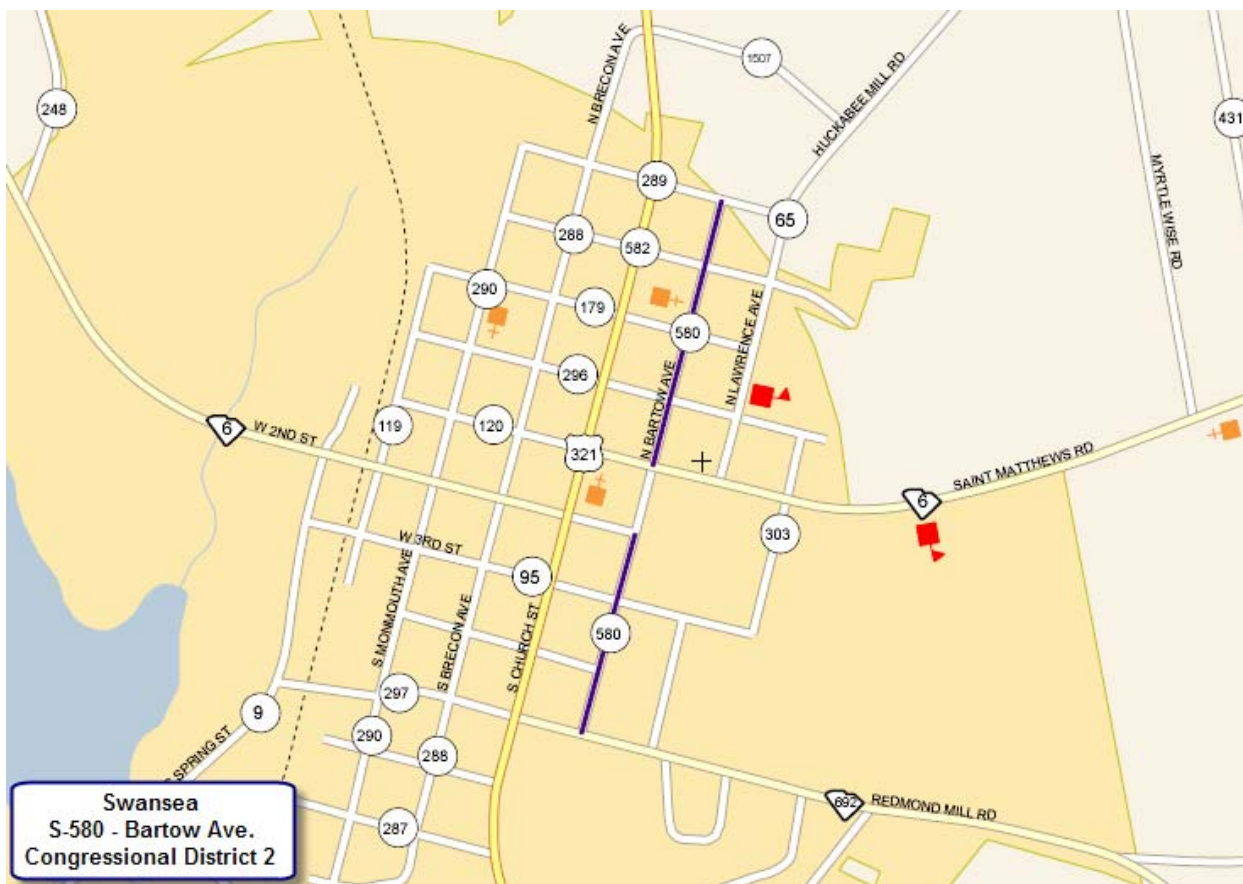 248
N BRECON AVE
1507
HUCKABEE MILL RD
431
MYRTLE WISE RD
289
65
288
582
290
179
580
N LAWRENCE AVE
296
N BARTOW AVE
119
120
6
W 2ND ST
321
SAINT MATTHEWS RD
6
303
W 3RD ST
95
S MONMOUTH AVE
S BRECON AVE
S CHURCH ST
580
297
9
290
288
S SPRING ST
692
REDMOND MILL RD
287
Swansea
S-580 - Bartow Ave.
Congressional District 2